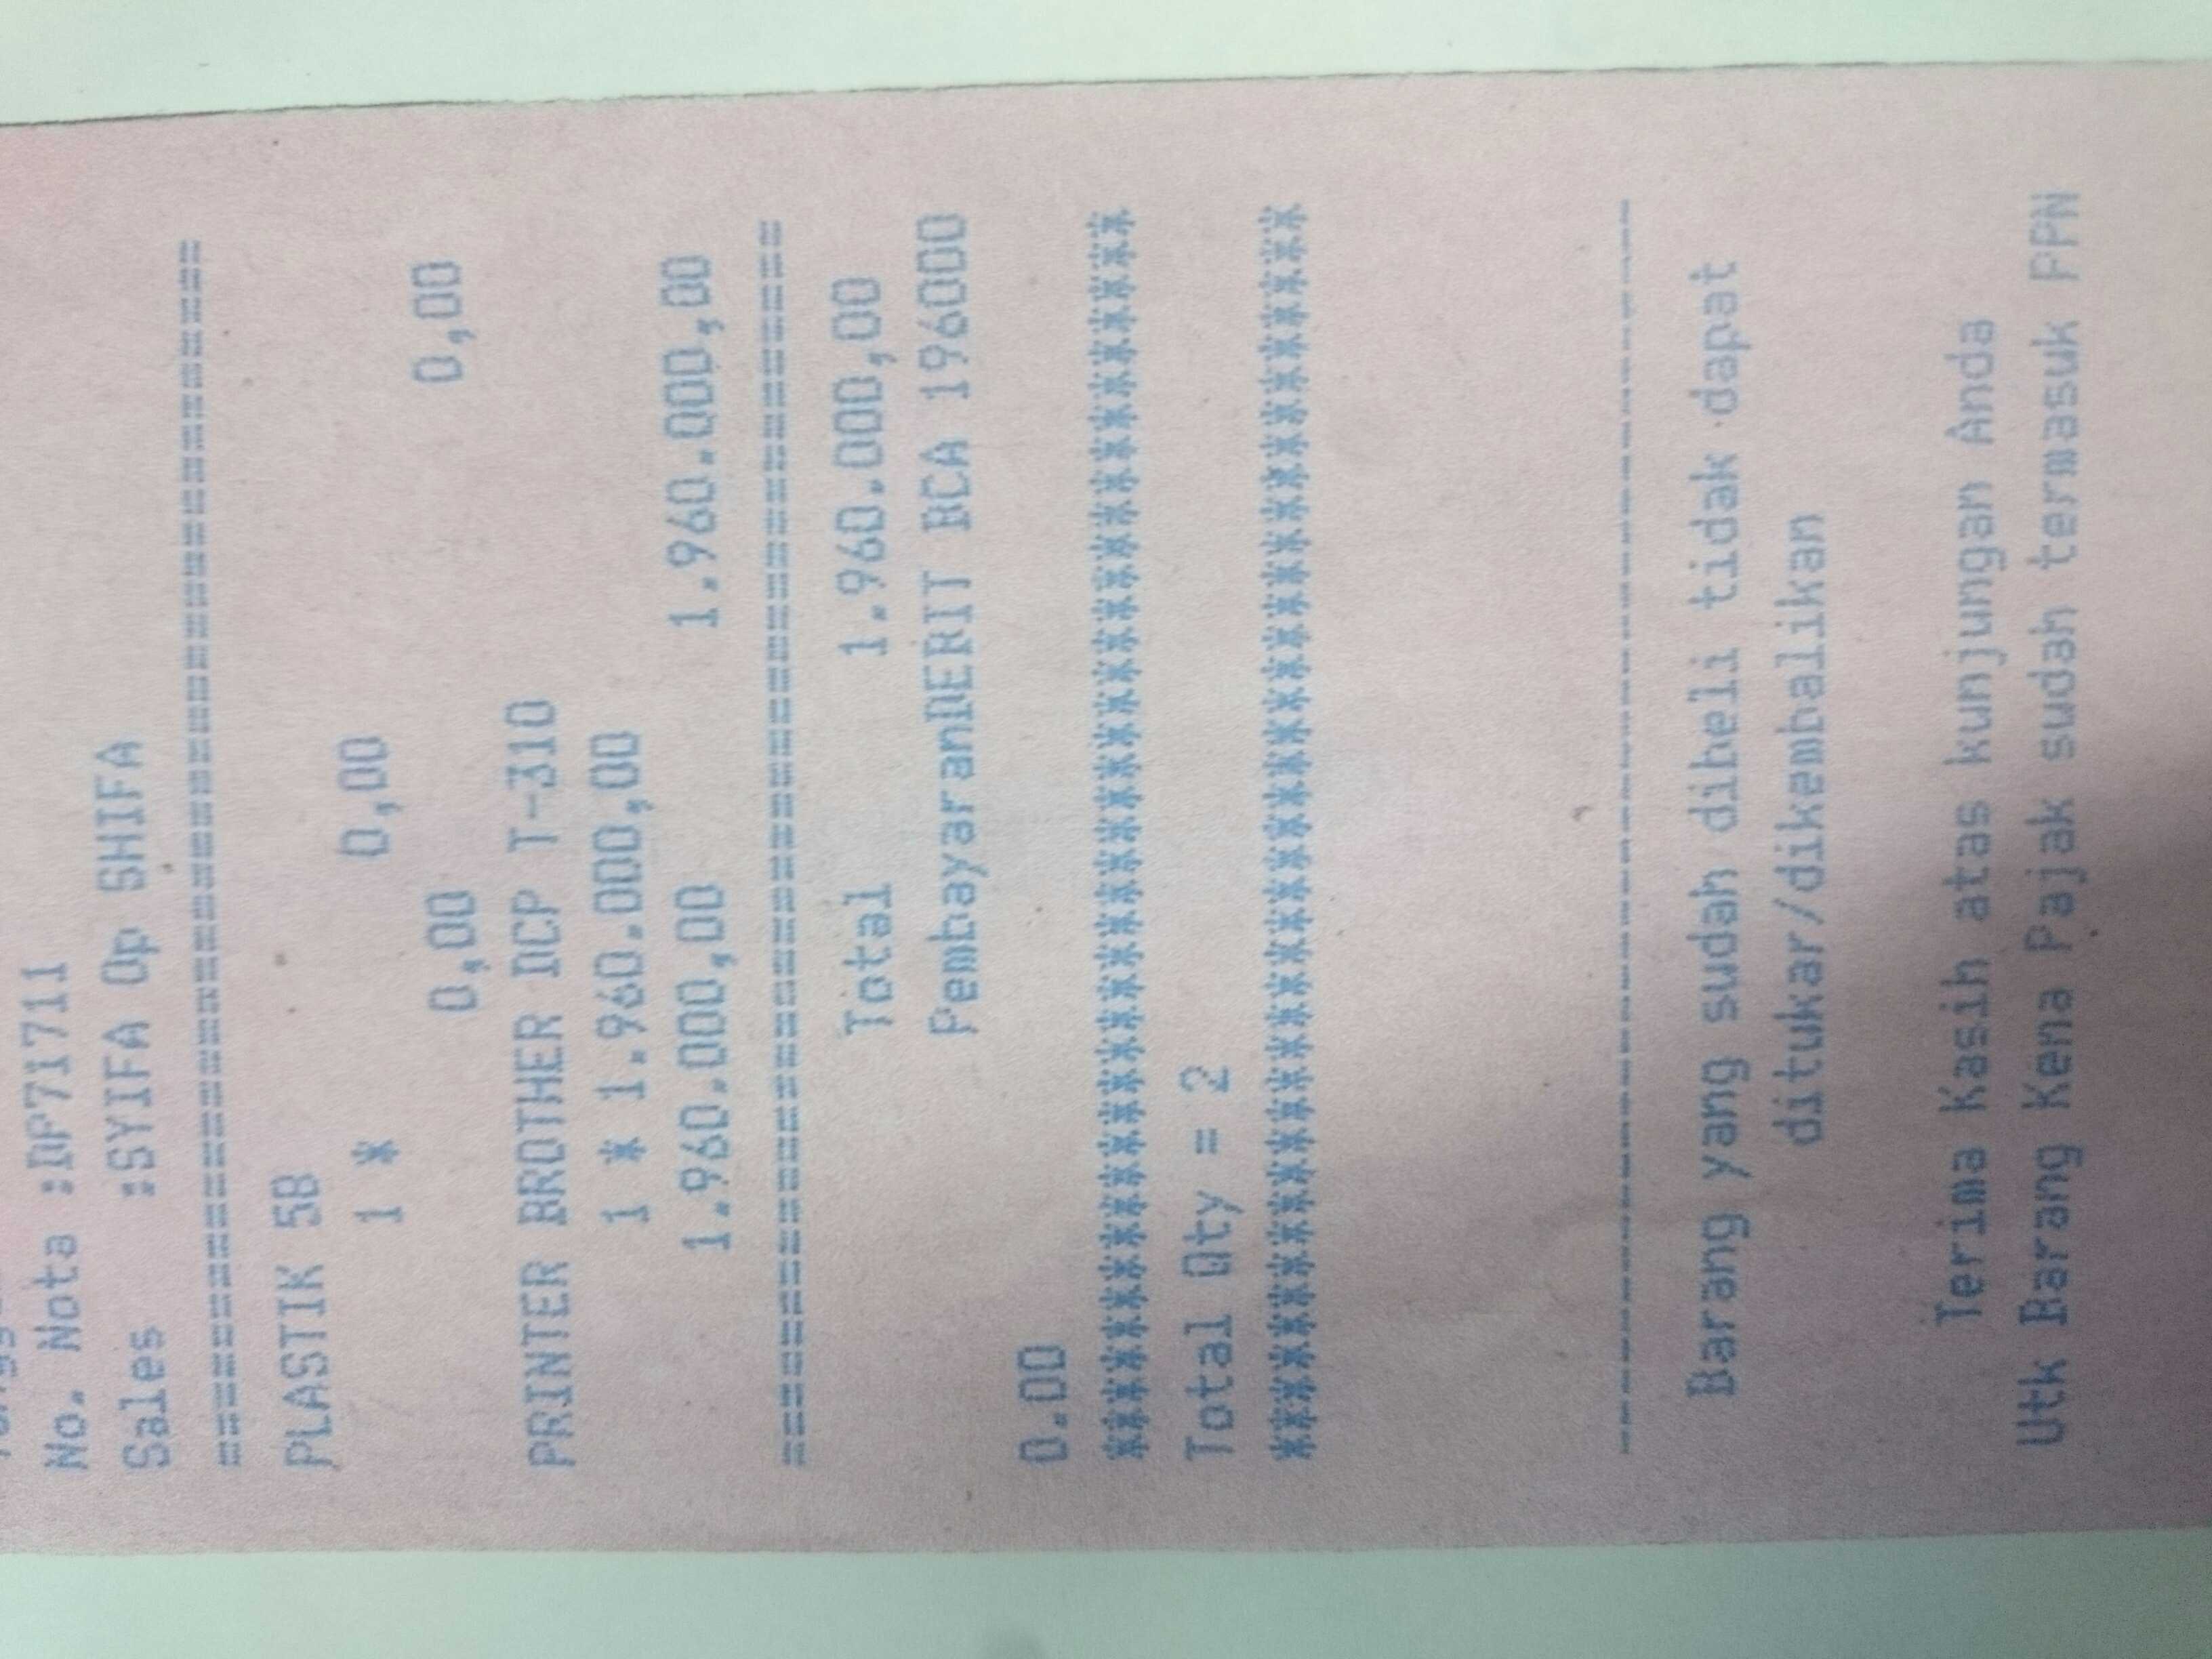 No. Nota :DP7I711
Sales :SYIFA Op SHIFA
========================================
PLASTIK 5B
1 * 0,00
0,00 0,00
PRINTER BROTHER DCP T-310
1 * 1.960.000,00
1.960.000,00 1.960.000,00
========================================
Total 1.960.000,00
PembayaranDEBIT BCA 196000
0.00
****************************************
Total Qty = 2
****************************************
----------------------------------------
Barang yang sudah dibeli tidak dapat
ditukar/dikembalikan
Terima Kasih atas kunjungan Anda
Utk Barang Kena Pajak sudah termasuk PPN